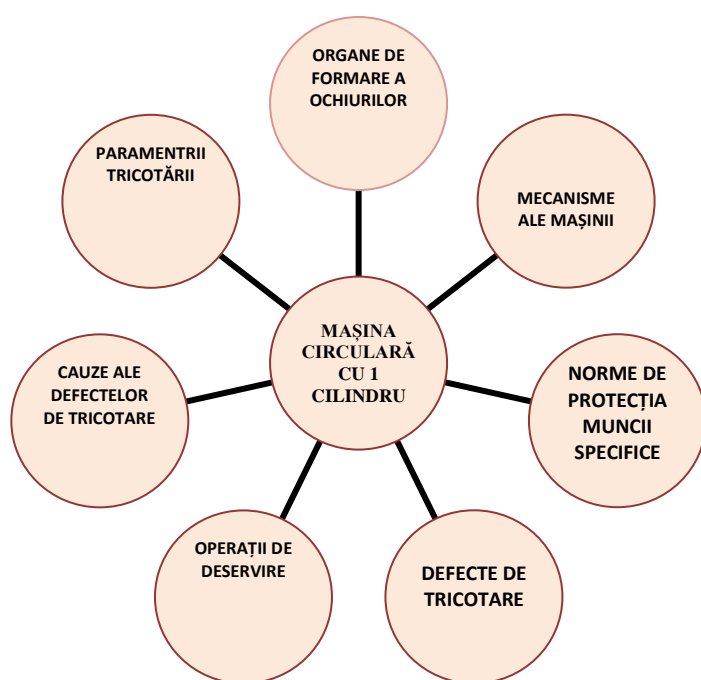 ORGANE DE
FORMARE A
OCHIURILOR
PARAMENTRII
TRICOTĂRII
MECANISME
ALE MAȘINII
MAȘINA
CIRCULARĂ
CU 1
CILINDRU
CAUZE ALE
DEFECTELOR
DE TRICOTARE
NORME DE
PROTECȚIA
MUNCII
SPECIFICE
OPERAȚII DE
DESERVIRE
DEFECTE DE
TRICOTARE